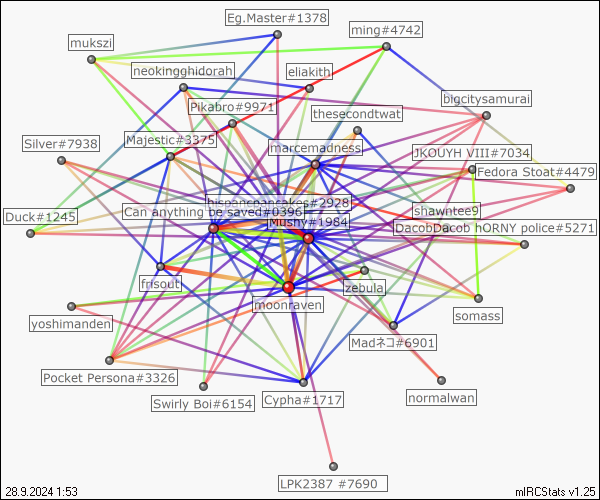 Eg.Master#1378
ming#4742
mukszi
neokingghidorah
eliakith
bigcitysamurai
Pikabro#9971
thesecondtwat
Silver#7938
Majestic#3375
marcemadness
JKOUYH VIII#7034
Fedora Stoat#4479
hispancpancakes#2928
Can anything be saved#0396
shawntee9
Duck#1245
Mushy#1984
DacobDacob hORNY police#5271
frisout
zebula
moonraven
somass
yoshimanden
Madネコ#6901
Pocket Persona#3326
Swirly Boi#6154
Cypha#1717
normalwan
LPK2387 #7690
28.9.2024 1:53
mIRCStats v1.25